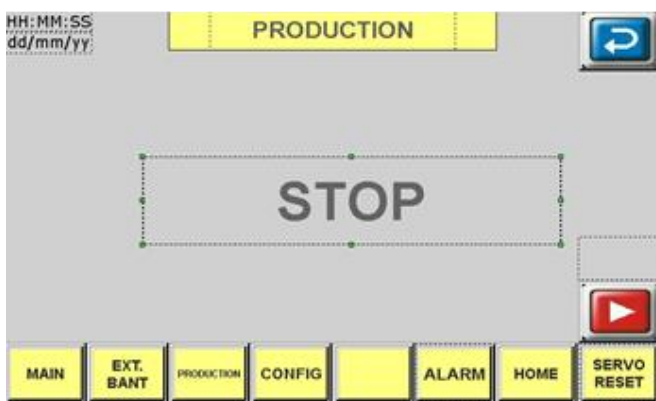 HH:MM:SS
dd/mm/yy
PRODUCTION
STOP
MAIN
EXT.
BANT
PRODUCTION
CONFIG
ALARM
HOME
SERVO
RESET